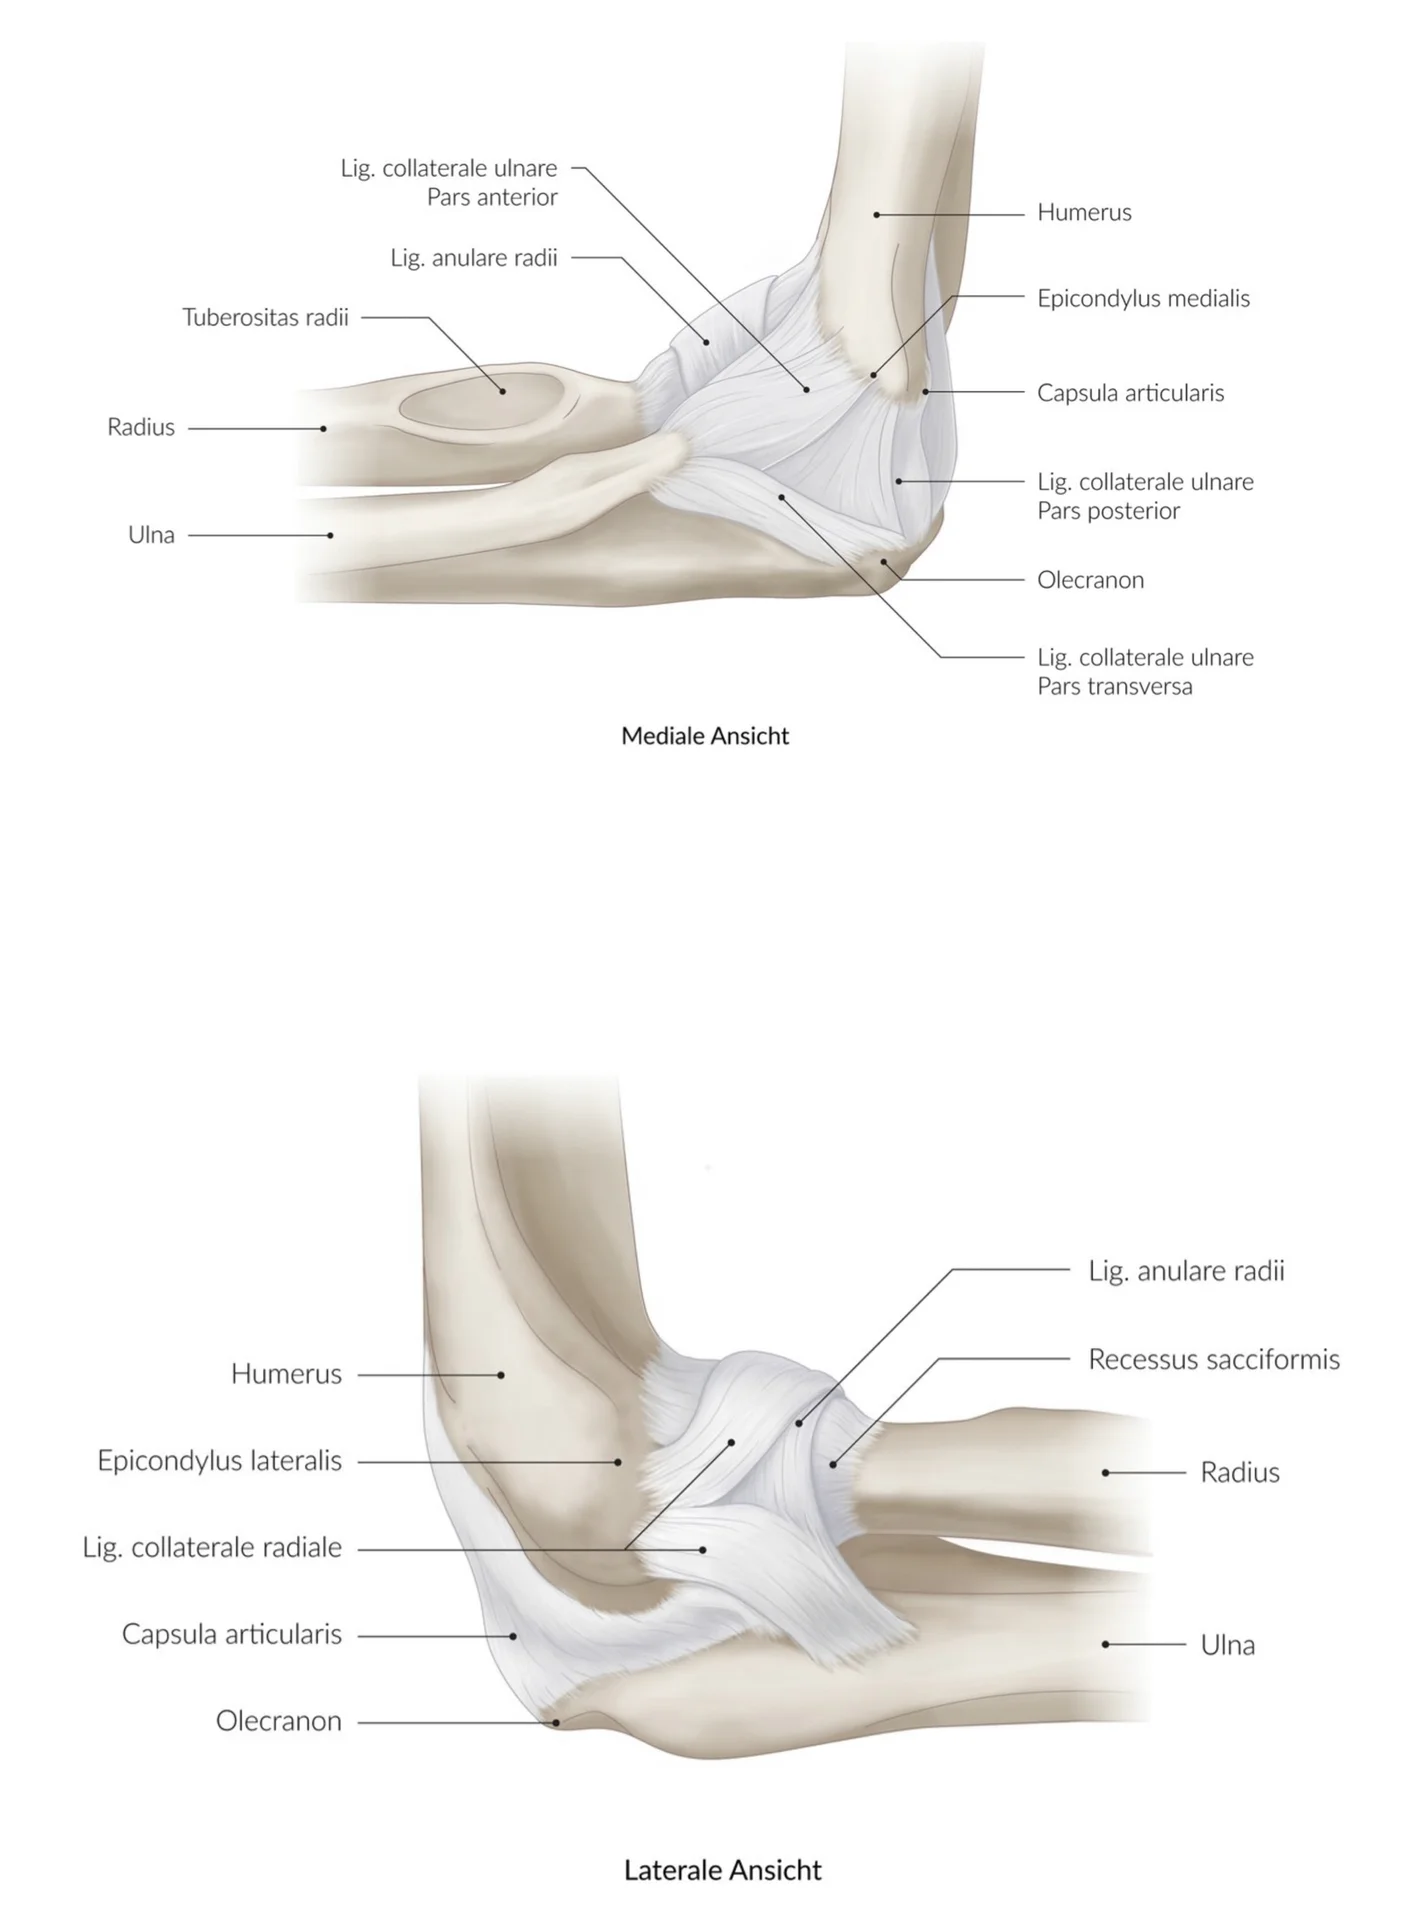 Lig. collaterale ulnare
Pars anterior
Lig. anulare radii
Tuberositas radii
Radius
Ulna
Humerus
Epicondylus medialis
Capsula articularis
Lig. collaterale ulnare
Pars posterior
Olecranon
Lig. collaterale ulnare
Pars transversa
Mediale Ansicht
Humerus
Epicondylus lateralis
Lig. collaterale radiale
Capsula articularis
Olecranon
Lig. anulare radii
Recessus sacciformis
Radius
Ulna
Laterale Ansicht